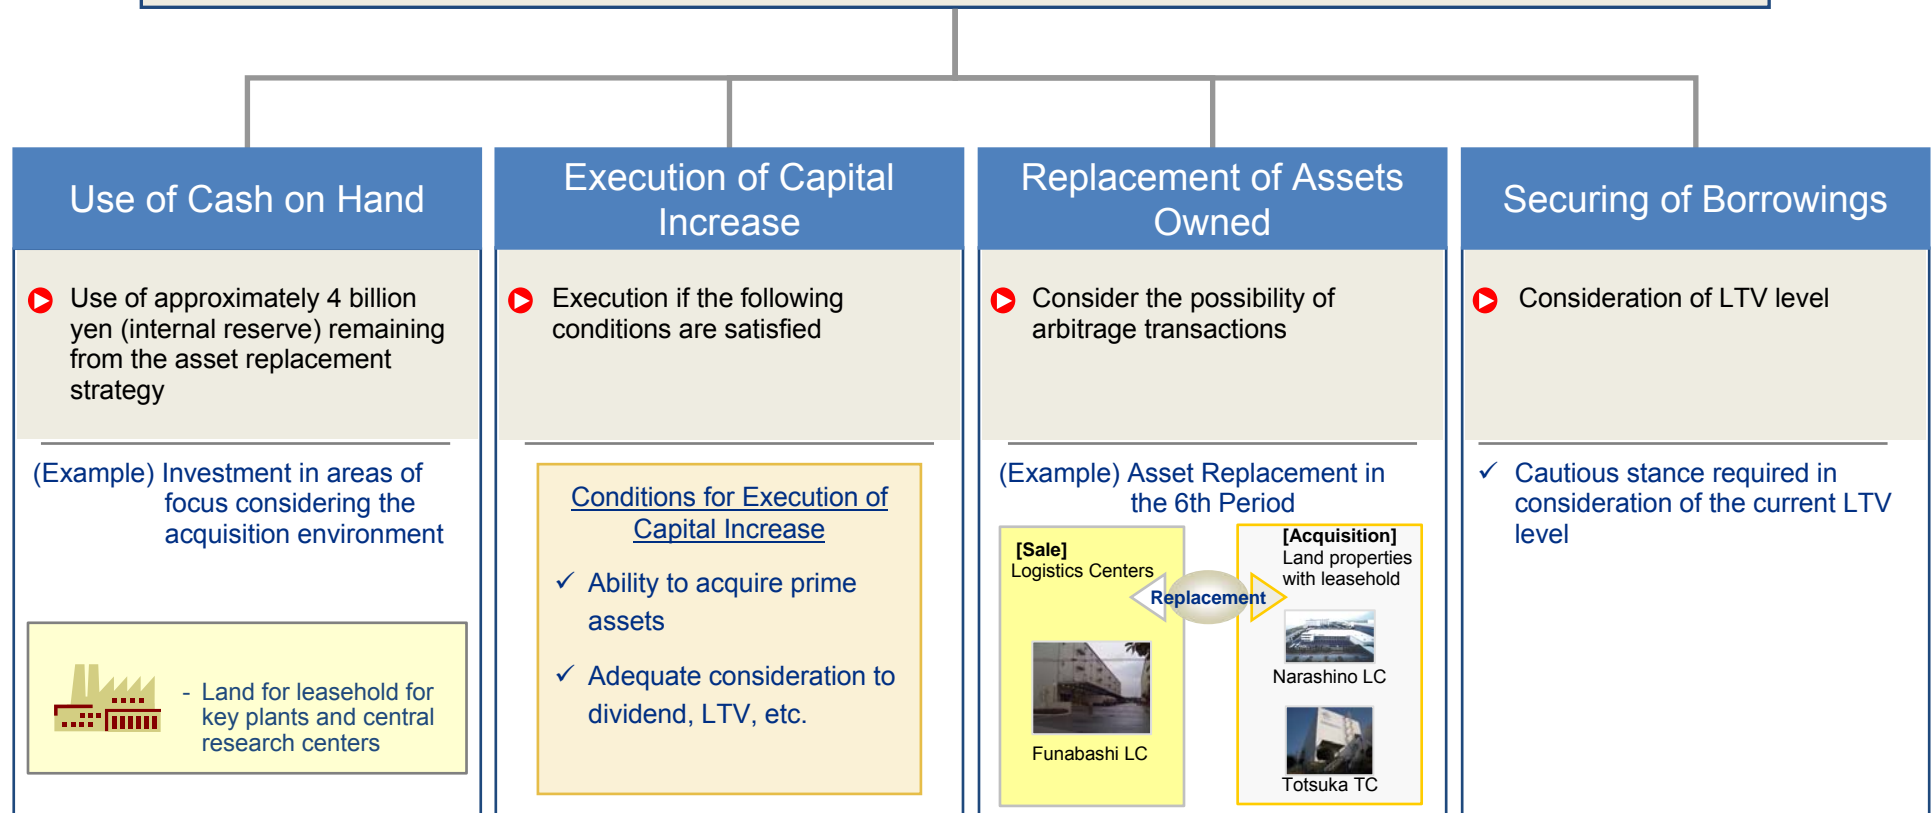 Use of Cash on Hand
Use of approximately 4 billion
yen (internal reserve) remaining
from the asset replacement
strategy
(Example) Investment in areas of
focus considering the
acquisition environment
- Land for leasehold for
key plants and central
research centers
Execution of Capital
Increase
Execution if the following
conditions are satisfied
Conditions for Execution of
Capital Increase
✓ Ability to acquire prime
assets
✓ Adequate consideration to
dividend, LTV, etc.
Replacement of Assets
Owned
Consider the possibility of
arbitrage transactions
(Example) Asset Replacement in
the 6th Period
[Sale]
Logistics Centers
Funabashi LC
Replacement
[Acquisition]
Land properties
with leasehold
Narashino LC
Totsuka TC
Securing of Borrowings
Consideration of LTV level
✓ Cautious stance required in
consideration of the current LTV
level